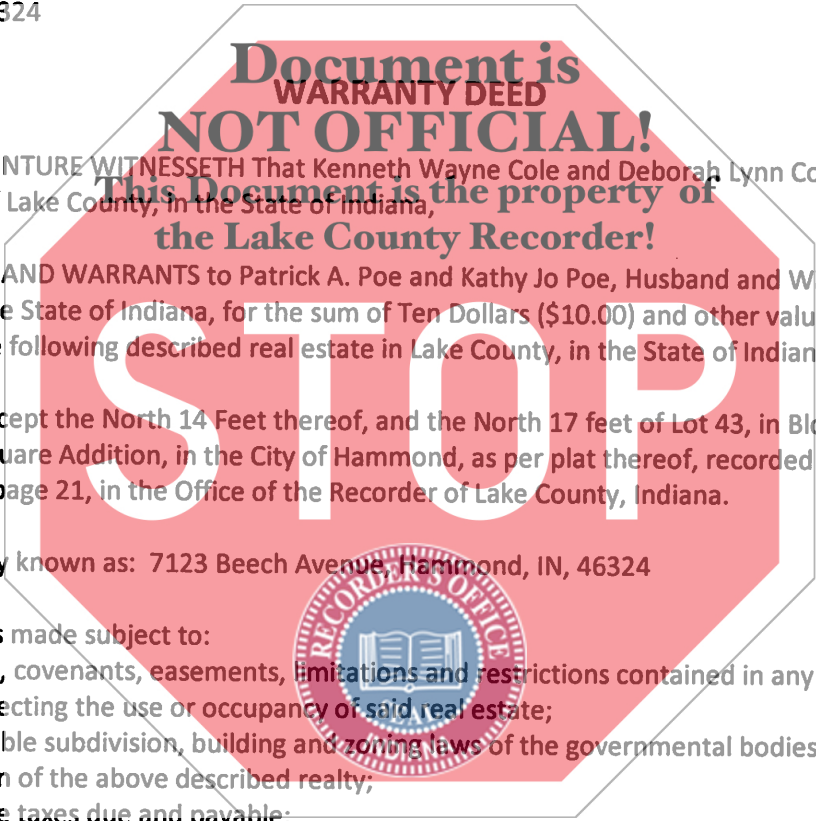 324
Document is
WARRANTY DEED
NOT OFFICIAL!
NTURE WITNESSETH That Kenneth Wayne Cole and Deborah Lynn Co
This Document is the property of
Lake County, in the State of Indiana,
the Lake County Recorder!
AND WARRANTS to Patrick A. Poe and Kathy Jo Poe, Husband and W
e State of Indiana, for the sum of Ten Dollars ($10.00) and other valu
following described real estate in Lake County, in the State of Indian
STOP
cept the North 14 Feet thereof, and the North 17 feet of Lot 43, in Blo
uare Addition, in the City of Hammond, as per plat thereof, recorded
page 21, in the Office of the Recorder of Lake County, Indiana.
y known as: 7123 Beech Avenue, Hammond, IN, 46324
RECORDER'S OFFICE
s made subject to:
, covenants, easements, limitations and restrictions contained in any
ecting the use or occupancy of said real estate;
INDIANA
ble subdivision, building and zoning laws of the governmental bodies
n of the above described realty;
e taxes due and payable;